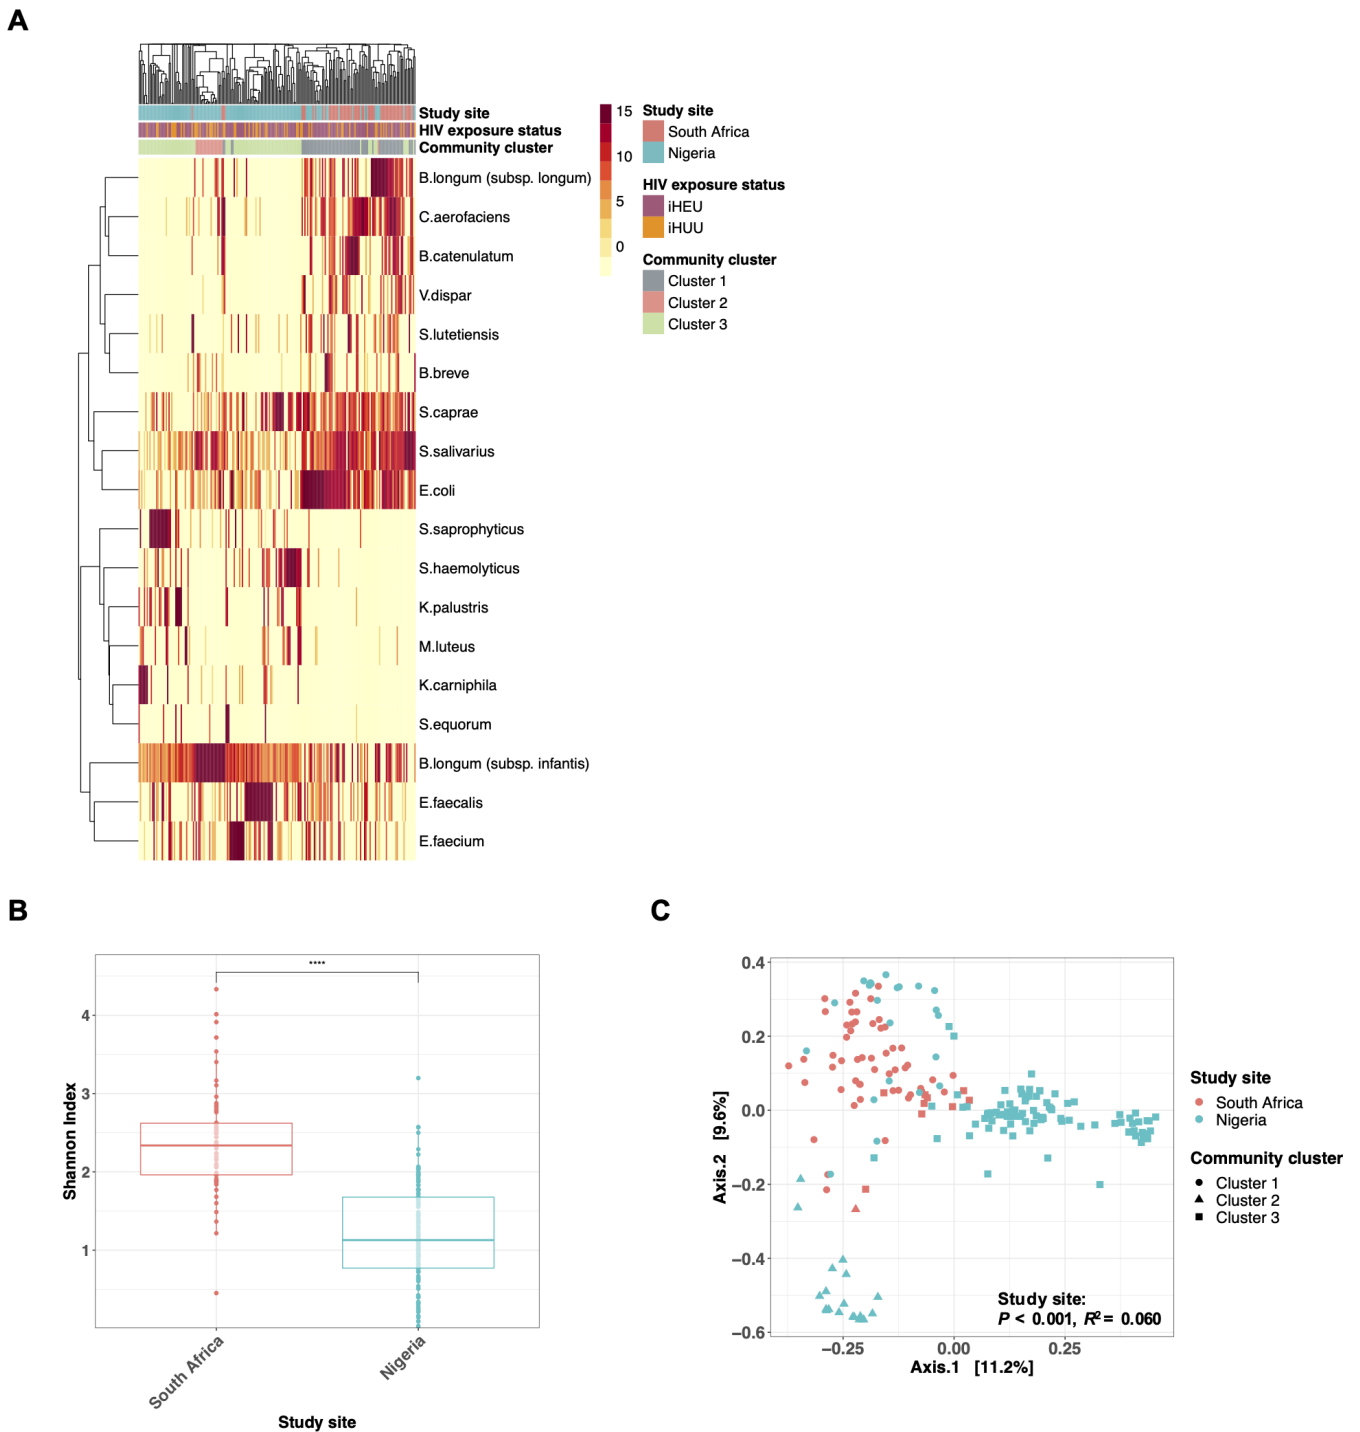 A
Study site
HIV exposure status
Community cluster
B.longum (subsp. longum)
C.aerofaciens
B.catenulatum
V.dispar
S.lutetiensis
B.breve
S.caprae
S.salivarius
E.coli
S.saprophyticus
S.haemolyticus
K.palustris
M.luteus
K.carniphila
S.equorum
B.longum (subsp. infantis)
E.faecalis
E.faecium
15
10
5
0
Study site
South Africa
Nigeria
HIV exposure status
iHEU
iHUU
Community cluster
Cluster 1
Cluster 2
Cluster 3
B
****
Shannon Index
4
3
2
1
South Africa
Nigeria
Study site
C
Axis.2 [9.6%]
0.4
0.2
0.0
−0.2
−0.4
−0.6
Study site:
P < 0.001, R²= 0.060
−0.25
0.00
0.25
Axis.1 [11.2%]
Study site
South Africa
Nigeria
Community cluster
Cluster 1
Cluster 2
Cluster 3